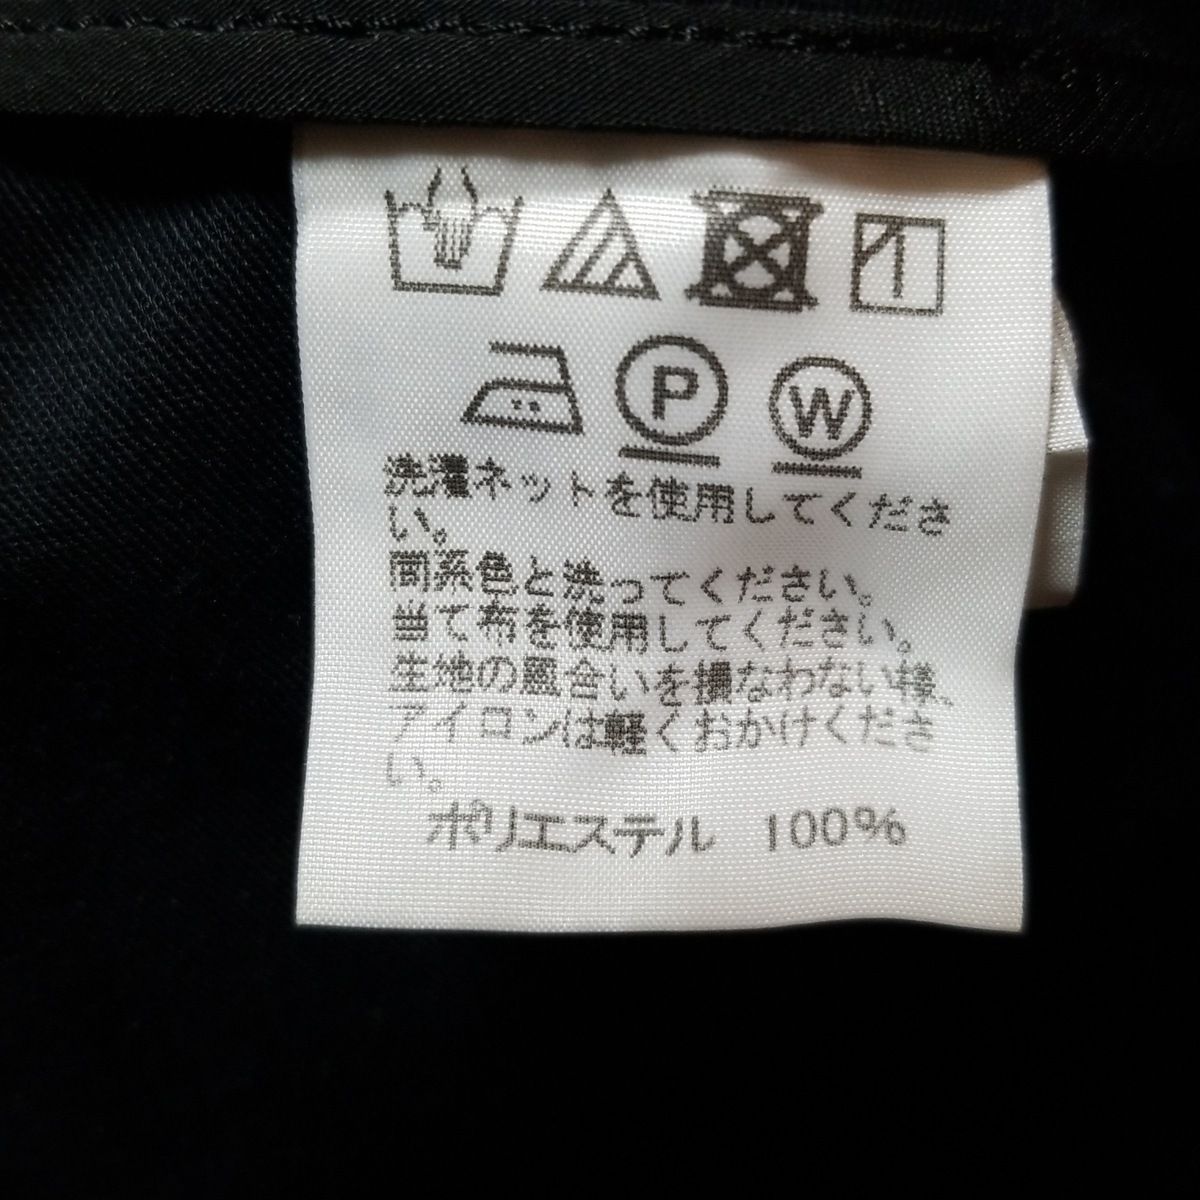 P W
洗濯ネットを使用してくださ
い。
同系色と洗ってください。
当て布を使用してください。
生地の風合いを損なわない様、
アイロンは軽くおかけくださ
い。
ポリエステル 100%